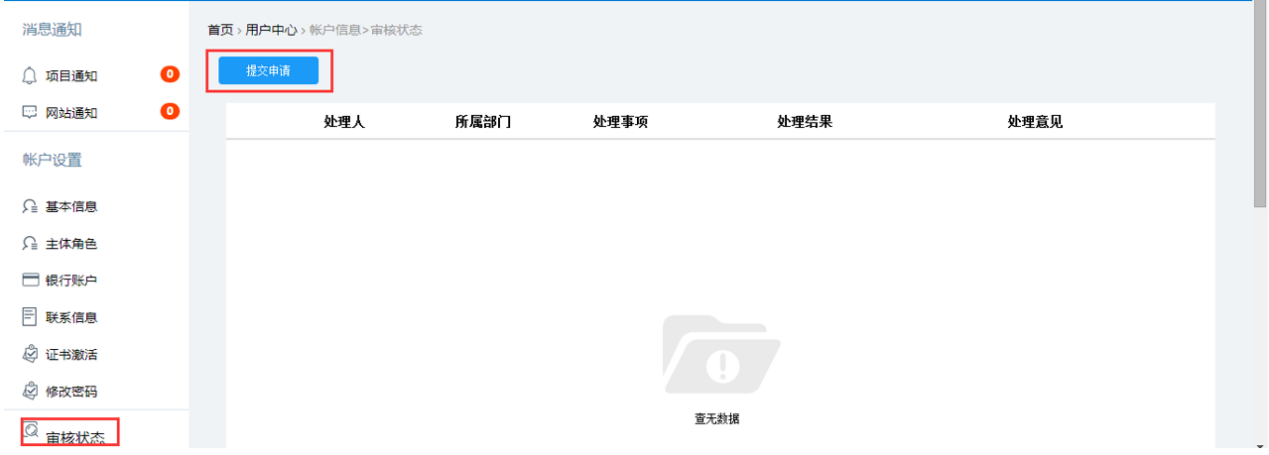 消息通知
项目通知 0
网站通知 0
帐户设置
基本信息
主体角色
银行账户
联系信息
证书激活
修改密码
审核状态
首页 > 用户中心 > 帐户信息>审核状态
提交申请
处理人 所属部门 处理事项 处理结果 处理意见
查无数据